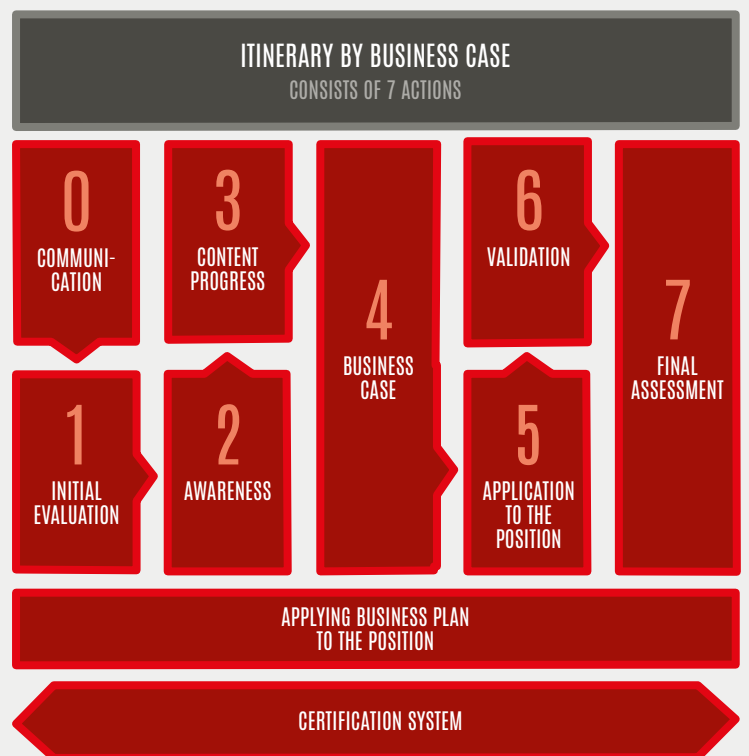 ITINERARY BY BUSINESS CASE
CONSISTS OF 7 ACTIONS
0
COMMUNI-
CATION
1
INITIAL
EVALUATION
2
AWARENESS
3
CONTENT
PROGRESS
4
BUSINESS
CASE
5
APPLICATION
TO THE
POSITION
6
VALIDATION
7
FINAL
ASSESSMENT
APPLYING BUSINESS PLAN
TO THE POSITION
CERTIFICATION SYSTEM